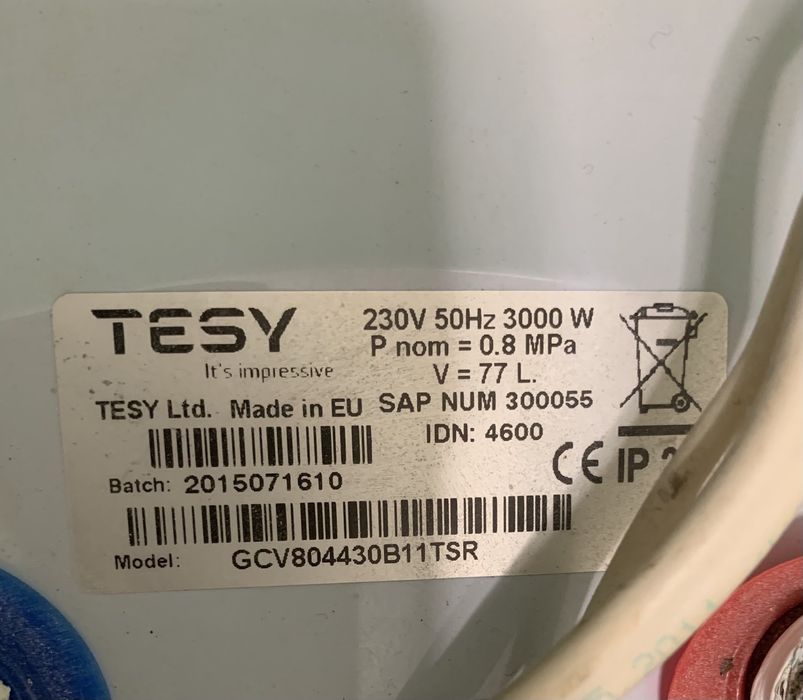 TESY
It's impressive
230V 50Hz 3000 W
P nom = 0.8 MPa
V = 77 L.
TESY Ltd. Made in EU
SAP NUM 300055
IDN: 4600
CE IP
Batch: 2015071610
Model: GCV804430B11TSR